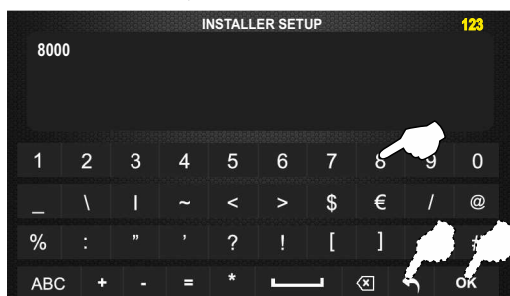 INSTALLER SETUP 123
8000
1 2 3 4 5 6 7 8 9 0
_ \ | ~ < > $ € / @
% : ” ’ ? ! [ ] #
ABC + - = * OK